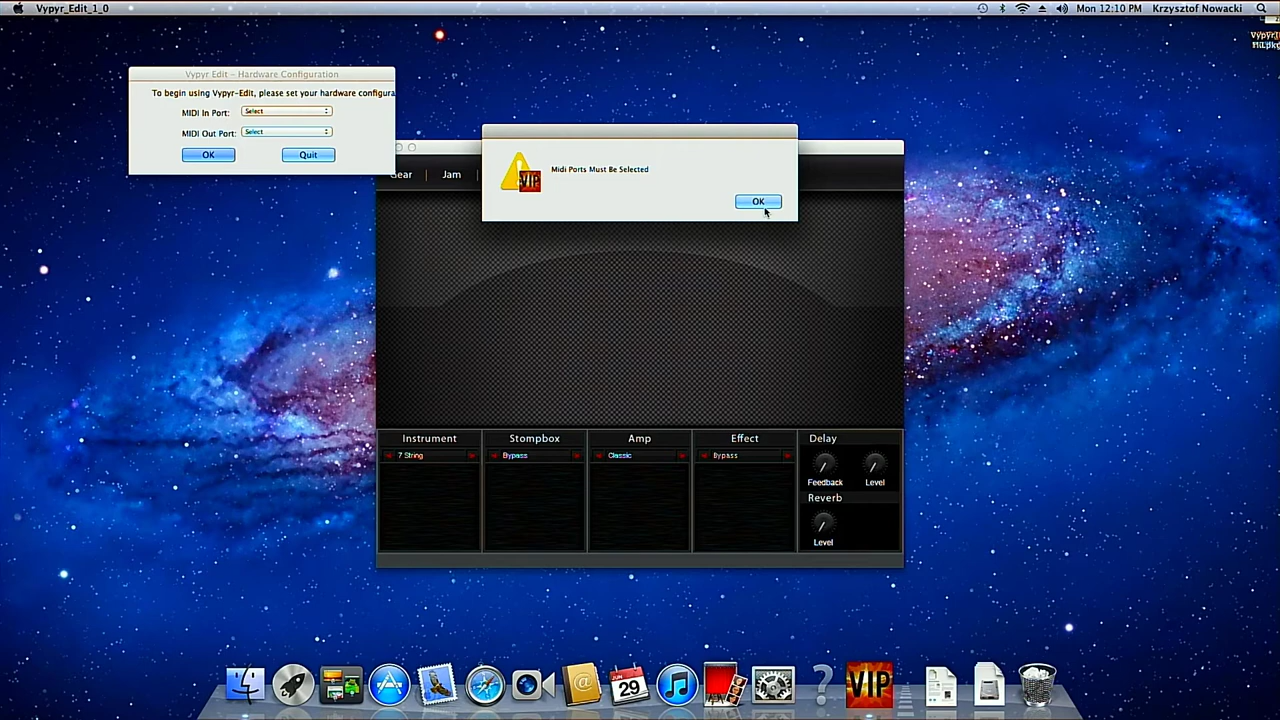 Vypyr_Edit_1_0
Mon 12:10 PM
Krzysztof Nowacki
Vypyr Edit - Hardware Configuration
To begin using Vypyr-Edit, please set your hardware configura
MIDI In Port:
Select
MIDI Out Port:
Select
OK
Quit
Midi Ports Must Be Selected
VIP
OK
Gear
Jam
Instrument
Stompbox
Amp
Effect
Delay
7 String
Bypass
Classic
Bypass
Feedback
Level
Reverb
Level
JUN
29
VIP